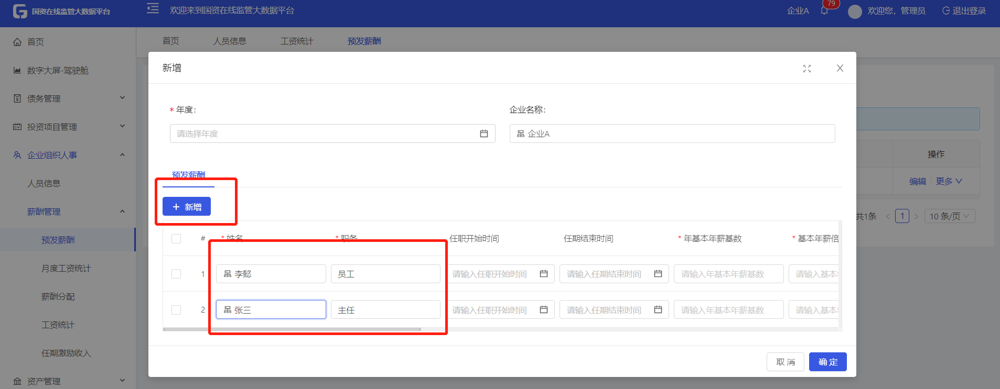 国资在线监管大数据平台
欢迎来到国资在线监管大数据平台
企业A
79
欢迎您，管理员
退出登录
首页
数字大屏-驾驶舱
债务管理
投资项目管理
企业组织人事
人员信息
薪酬管理
预发薪酬
月度工资统计
薪酬分配
工资统计
任期激励收入
资产管理
首页 人员信息 工资统计 预发薪酬
新增
* 年度： 企业名称：
请选择年度 企业A
预发薪酬
+ 新增
# * 姓名 * 职务 任职开始时间 任期结束时间 * 年基本年薪基数 * 基本年薪倍
1 李懿 员工 请输入任职开始时间 请输入任期结束时间 请输入年基本年薪基数 请输入基本年
2 张三 主任 请输入任职开始时间 请输入任期结束时间 请输入年基本年薪基数 请输入基本年
取 消 确 定
操作
编辑 更多
共1条 < 1 > 10 条/页